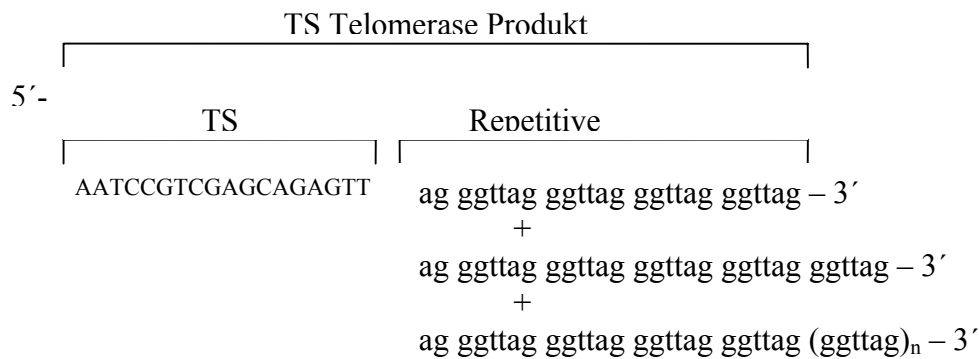 TS Telomerase Produkt
5´-
TS Repetitive
AATCCGTCGAGCAGAGTT ag ggttag ggttag ggttag ggttag – 3´
+
ag ggttag ggttag ggttag ggttag ggttag – 3´
+
ag ggttag ggttag ggttag ggttag (ggttag)n – 3´